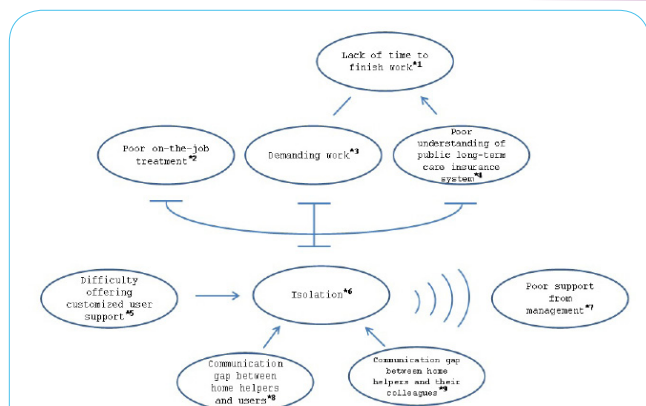 Lack of time to
finish work*1
Poor on-the-job
treatment*2
Demanding work*3
Poor
understanding of
public long-term
care insurance
system*4
Difficulty
offering
customized user
support*5
Isolation*6
Poor support
from
management*7
Communication
gap between
home helpers
and users*8
Communication gap
between home
helpers and their
colleagues*9